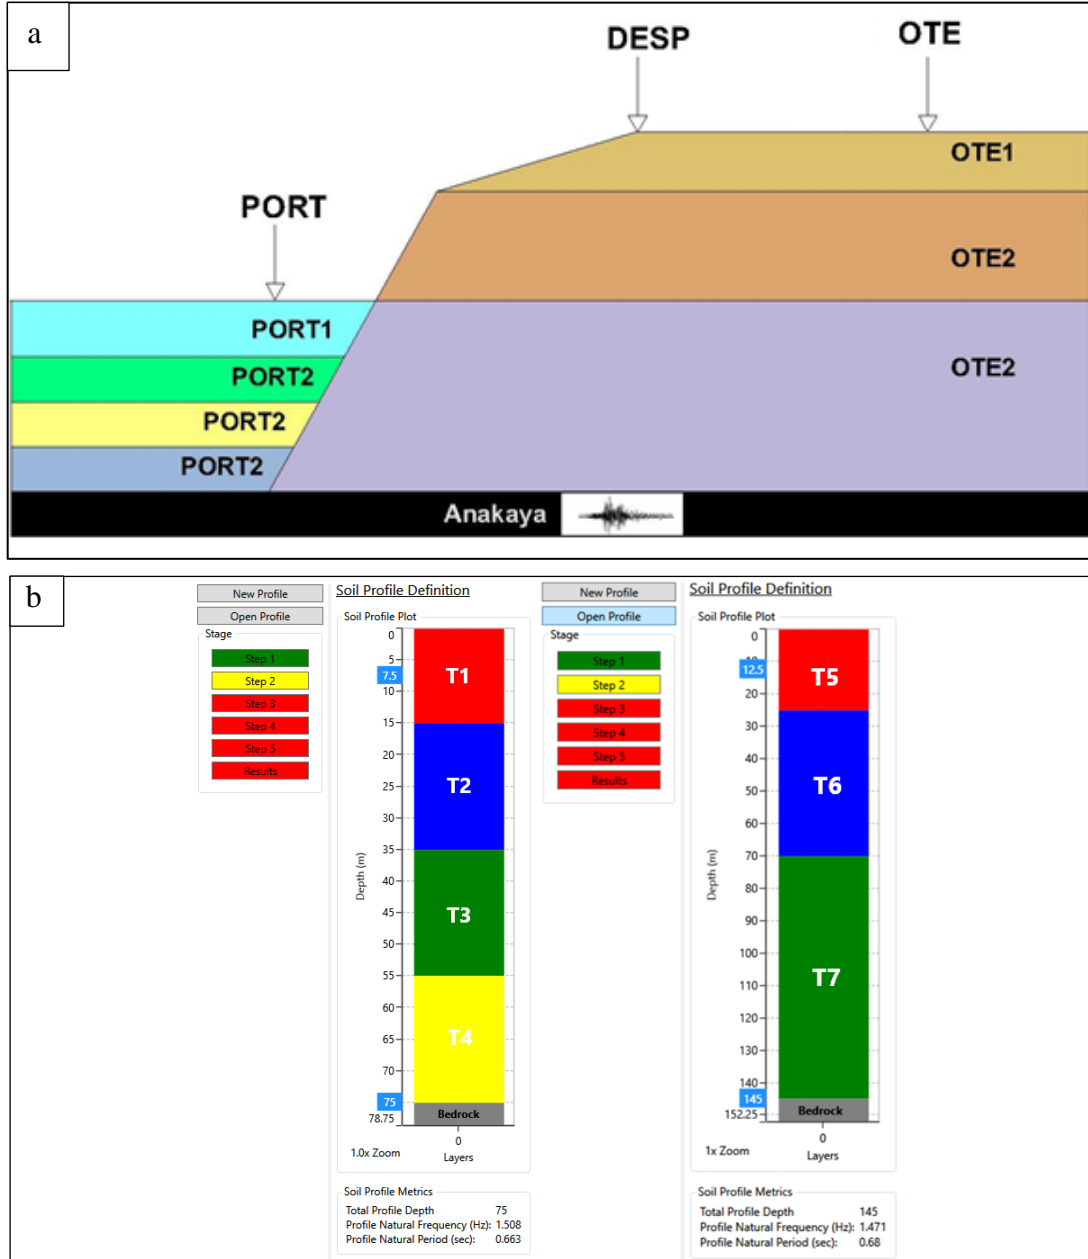 a
DESP
OTE
OTE1
PORT
OTE2
PORT1
OTE2
PORT2
PORT2
PORT2
Anakaya
b
New Profile
Open Profile
Stage
Step 1
Step 2
Step 3
Step 4
Step 5
Results
Soil Profile Definition
Soil Profile Plot
0
5
7.5
10
15
20
25
30
35
40
45
50
55
60
65
70
75
78.75
Depth (m)
T1
T2
T3
T4
Bedrock
0
1.0x Zoom
Layers
Soil Profile Metrics
Total Profile Depth 75
Profile Natural Frequency (Hz): 1.508
Profile Natural Period (sec): 0.663
New Profile
Open Profile
Stage
Step 1
Step 2
Step 3
Step 4
Step 5
Results
Soil Profile Definition
Soil Profile Plot
0
12.5
20
30
40
50
60
70
80
90
100
110
120
130
140
145
152.25
Depth (m)
T5
T6
T7
Bedrock
0
1x Zoom
Layers
Soil Profile Metrics
Total Profile Depth 145
Profile Natural Frequency (Hz): 1.471
Profile Natural Period (sec): 0.68